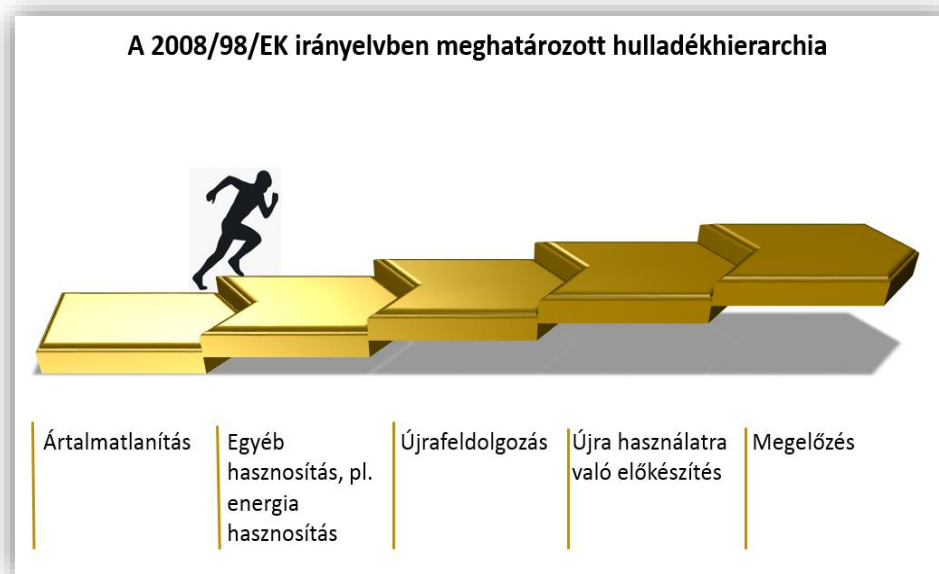 A 2008/98/EK irányelvben meghatározott hulladékhierarchia
Ártalmatlanítás
Egyéb
hasznosítás, pl.
energia
hasznosítás
Újrafeldolgozás
Újra használatra
való előkészítés
Megelőzés